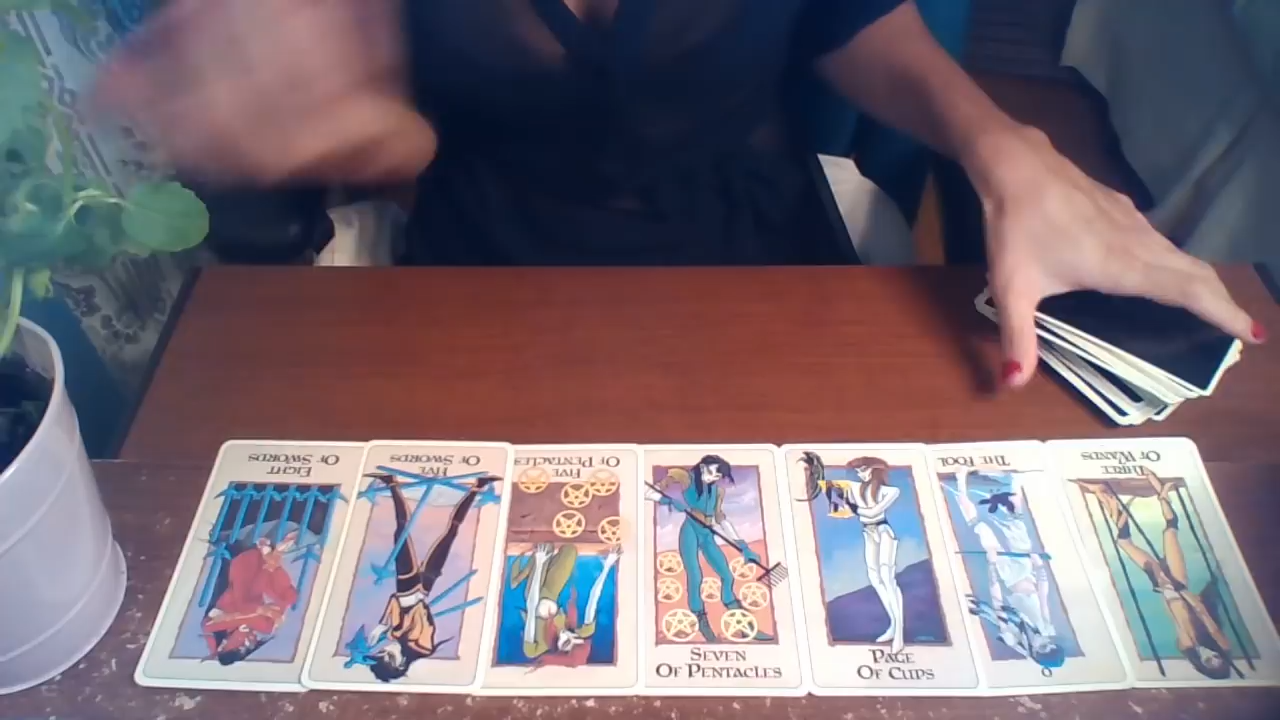 EIGHT
OF SWORDS
FIVE
OF SWORDS
FIVE
OF PENTACLES
SEVEN
OF PENTACLES
PAGE
OF CUPS
THE FOOL
0
THREE
OF WANDS